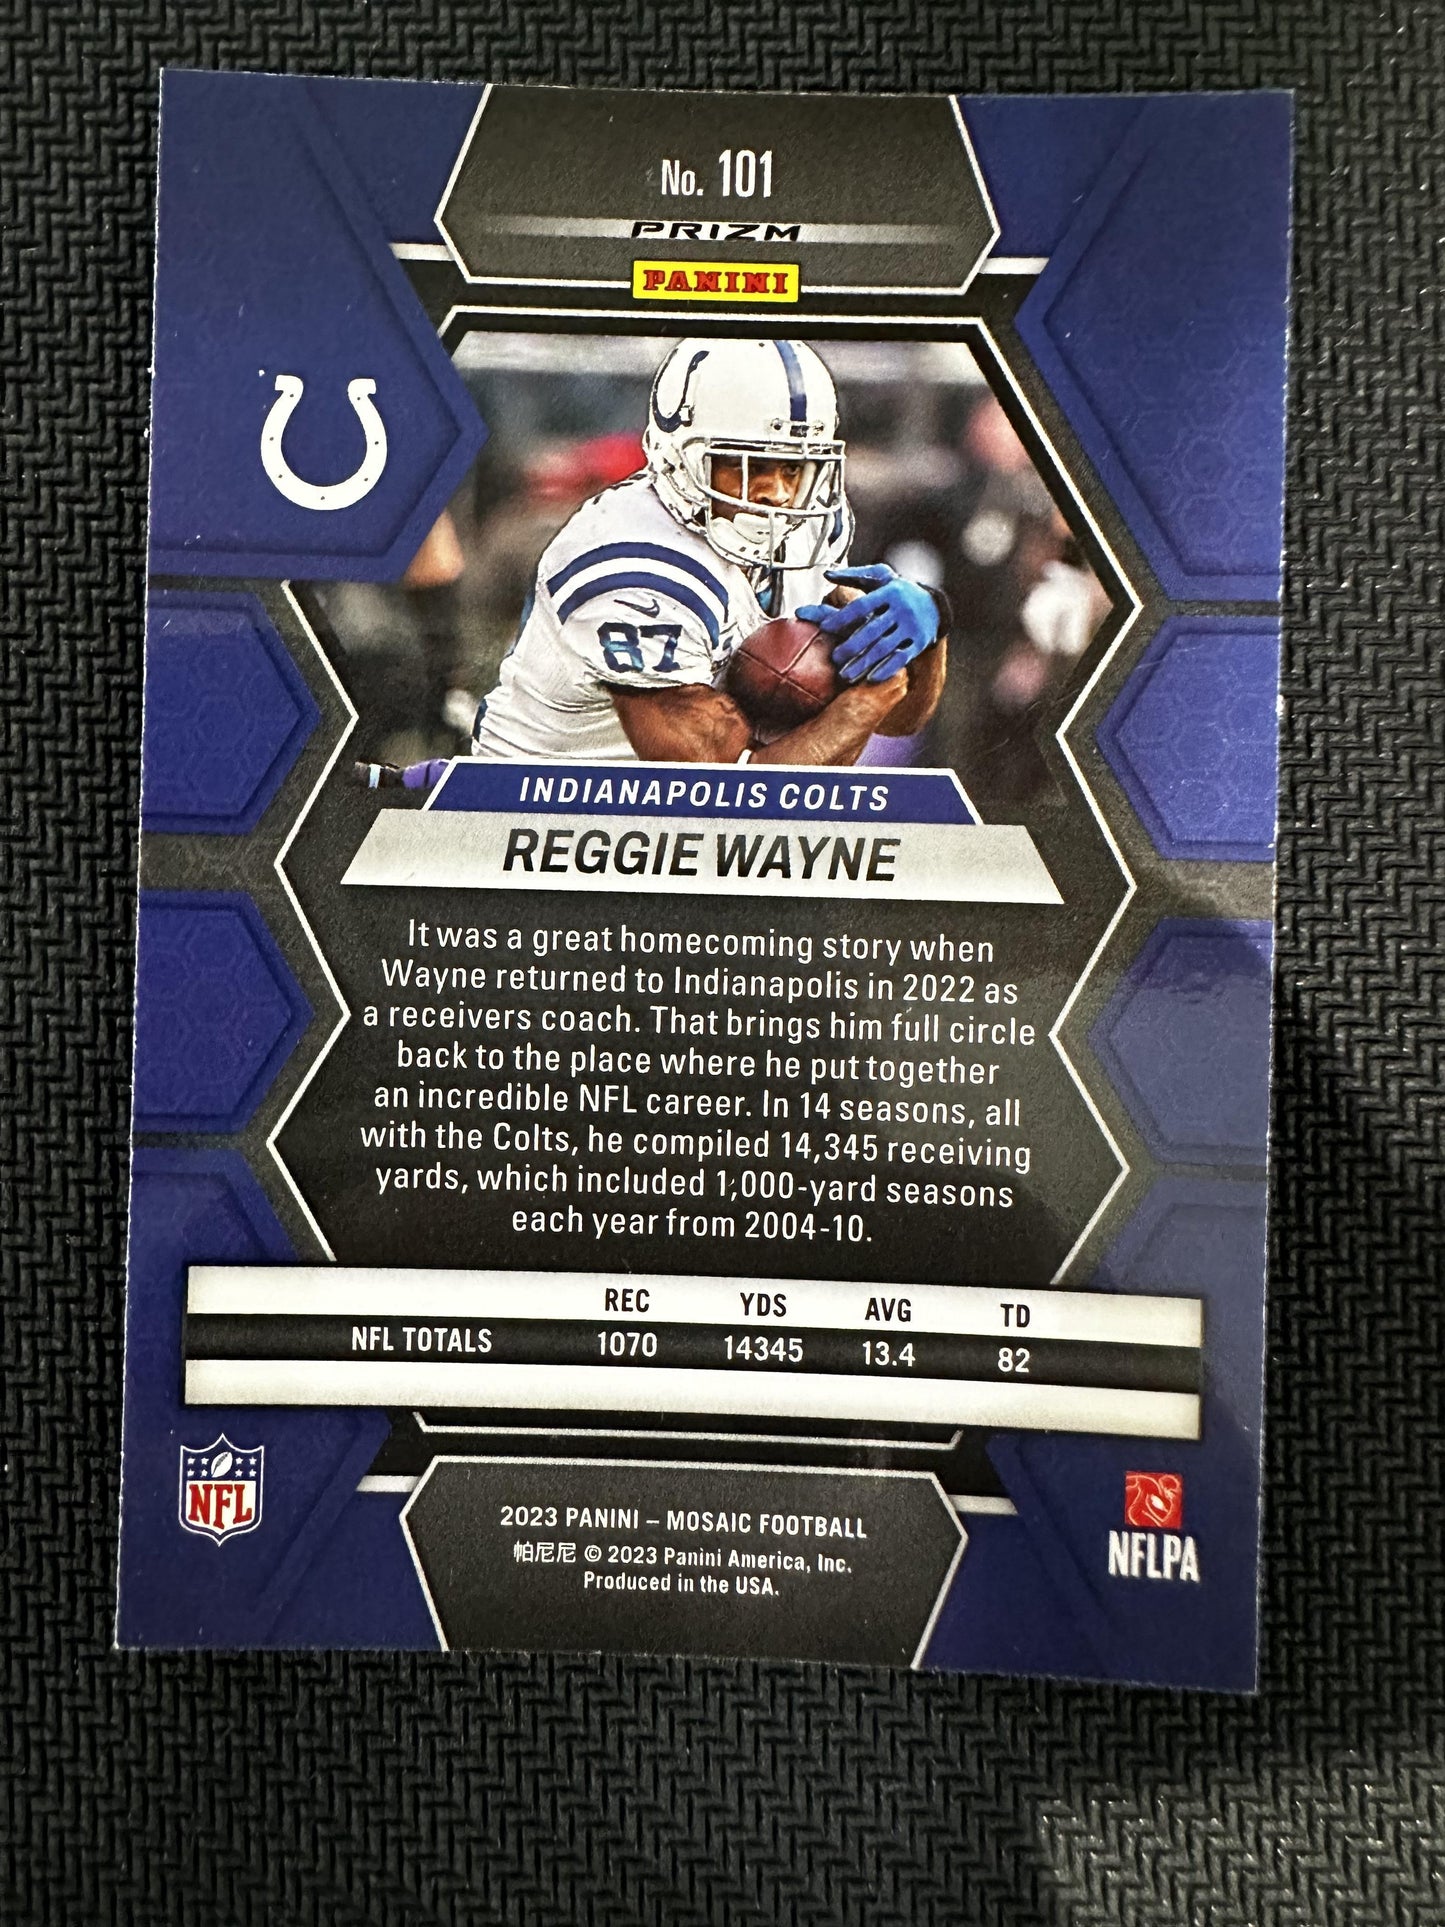 No. 101
PRIZM
PANINI
87
INDIANAPOLIS COLTS
REGGIE WAYNE
It was a great homecoming story when
Wayne returned to Indianapolis in 2022 as
a receivers coach. That brings him full circle
back to the place where he put together
an incredible NFL career. In 14 seasons, all
with the Colts, he compiled 14,345 receiving
yards, which included 1,000-yard seasons
each year from 2004-10.
REC YDS AVG TD
NFL TOTALS 1070 14345 13.4 82
NFL
2023 PANINI – MOSAIC FOOTBALL
帕尼尼 © 2023 Panini America, Inc.
Produced in the USA.
NFLPA